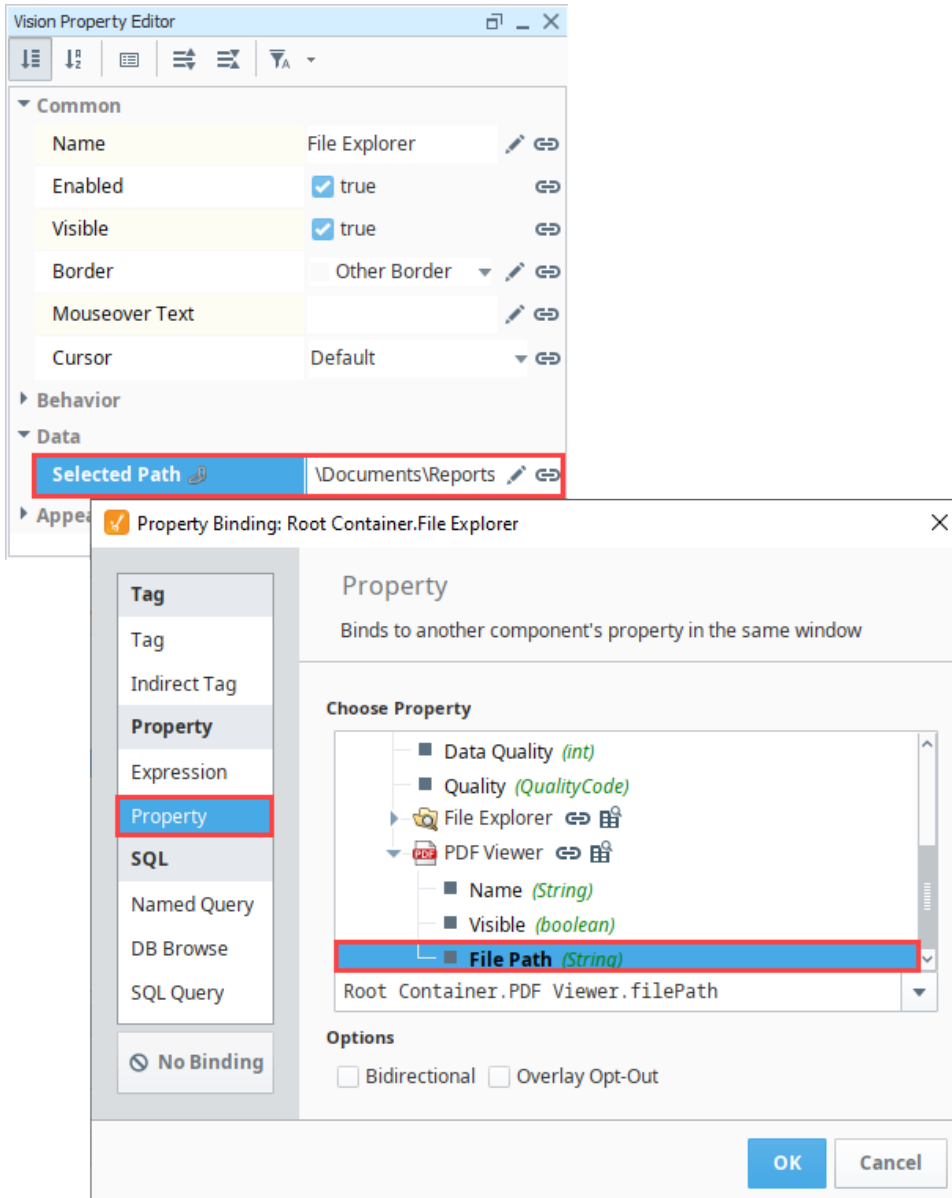 Vision Property Editor
Common
Name File Explorer
Enabled true
Visible true
Border Other Border
Mouseover Text
Cursor Default
Behavior
Data
Selected Path \Documents\Reports
Appea
Property Binding: Root Container.File Explorer
Tag
Tag
Indirect Tag
Property
Expression
Property
SQL
Named Query
DB Browse
SQL Query
No Binding
Property
Binds to another component's property in the same window
Choose Property
Data Quality (int)
Quality (QualityCode)
File Explorer
PDF Viewer
Name (String)
Visible (boolean)
File Path (String)
Root Container.PDF Viewer.filePath
Options
Bidirectional Overlay Opt-Out
OK Cancel